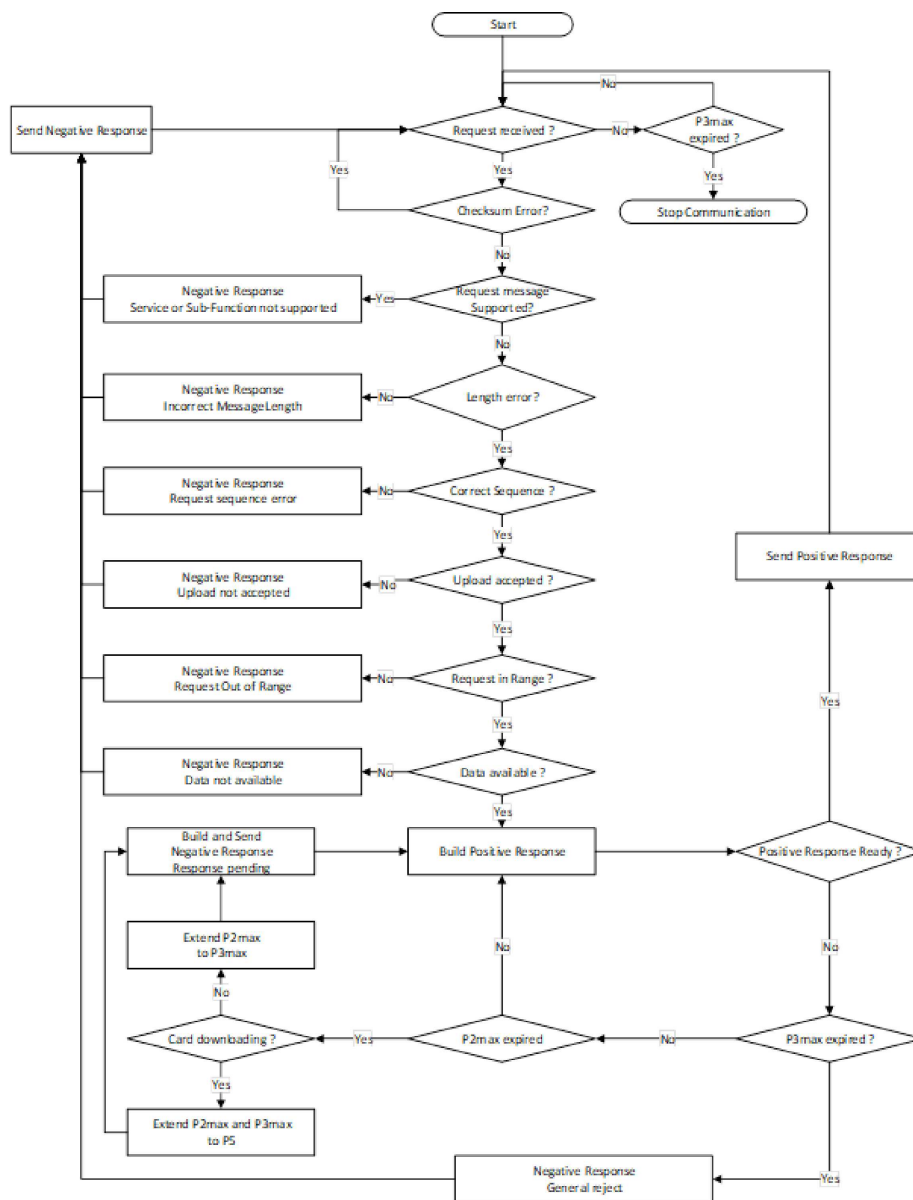 Start
No
Send Negative Response
Request received ?
No
P3max
expired ?
Yes
Yes
Yes
Checksum Error?
Stop Communication
No
Negative Response
Service or Sub-Function not supported
Yes
Request message
Supported?
No
Negative Response
Incorrect Message Length
No
Length error?
Yes
Negative Response
Request sequence error
No
Correct Sequence ?
Yes
Send Positive Response
Negative Response
Upload not accepted
No
Upload accepted ?
Yes
Negative Response
Request Out of Range
No
Request in Range ?
Yes
Yes
Negative Response
Data not available
No
Data available ?
Yes
Build and Send
Negative Response
Response pending
Build Positive Response
Positive Response Ready ?
Extend P2max
to P3max
No
No
No
Card downloading ?
Yes
P2max expired
No
P3max expired ?
Yes
Extend P2max and P3max
to P5
Negative Response
General reject
Yes